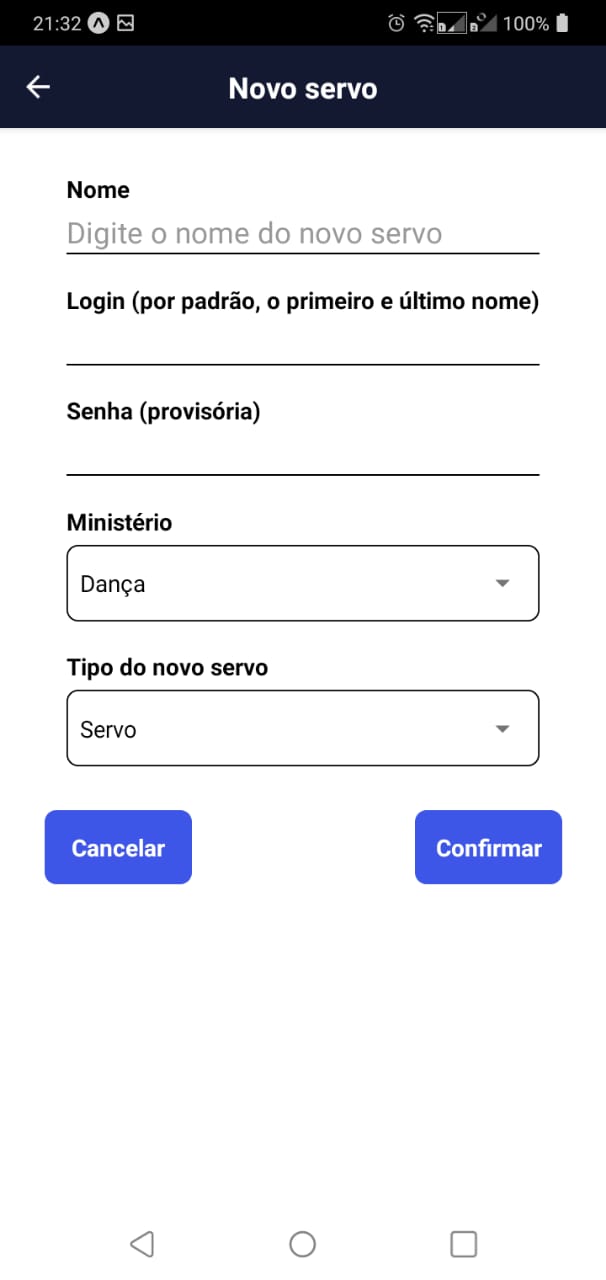 21:32 100%
Novo servo
Nome
Digite o nome do novo servo
Login (por padrão, o primeiro e último nome)
Senha (provisória)
Ministério
Dança
Tipo do novo servo
Servo
Cancelar Confirmar